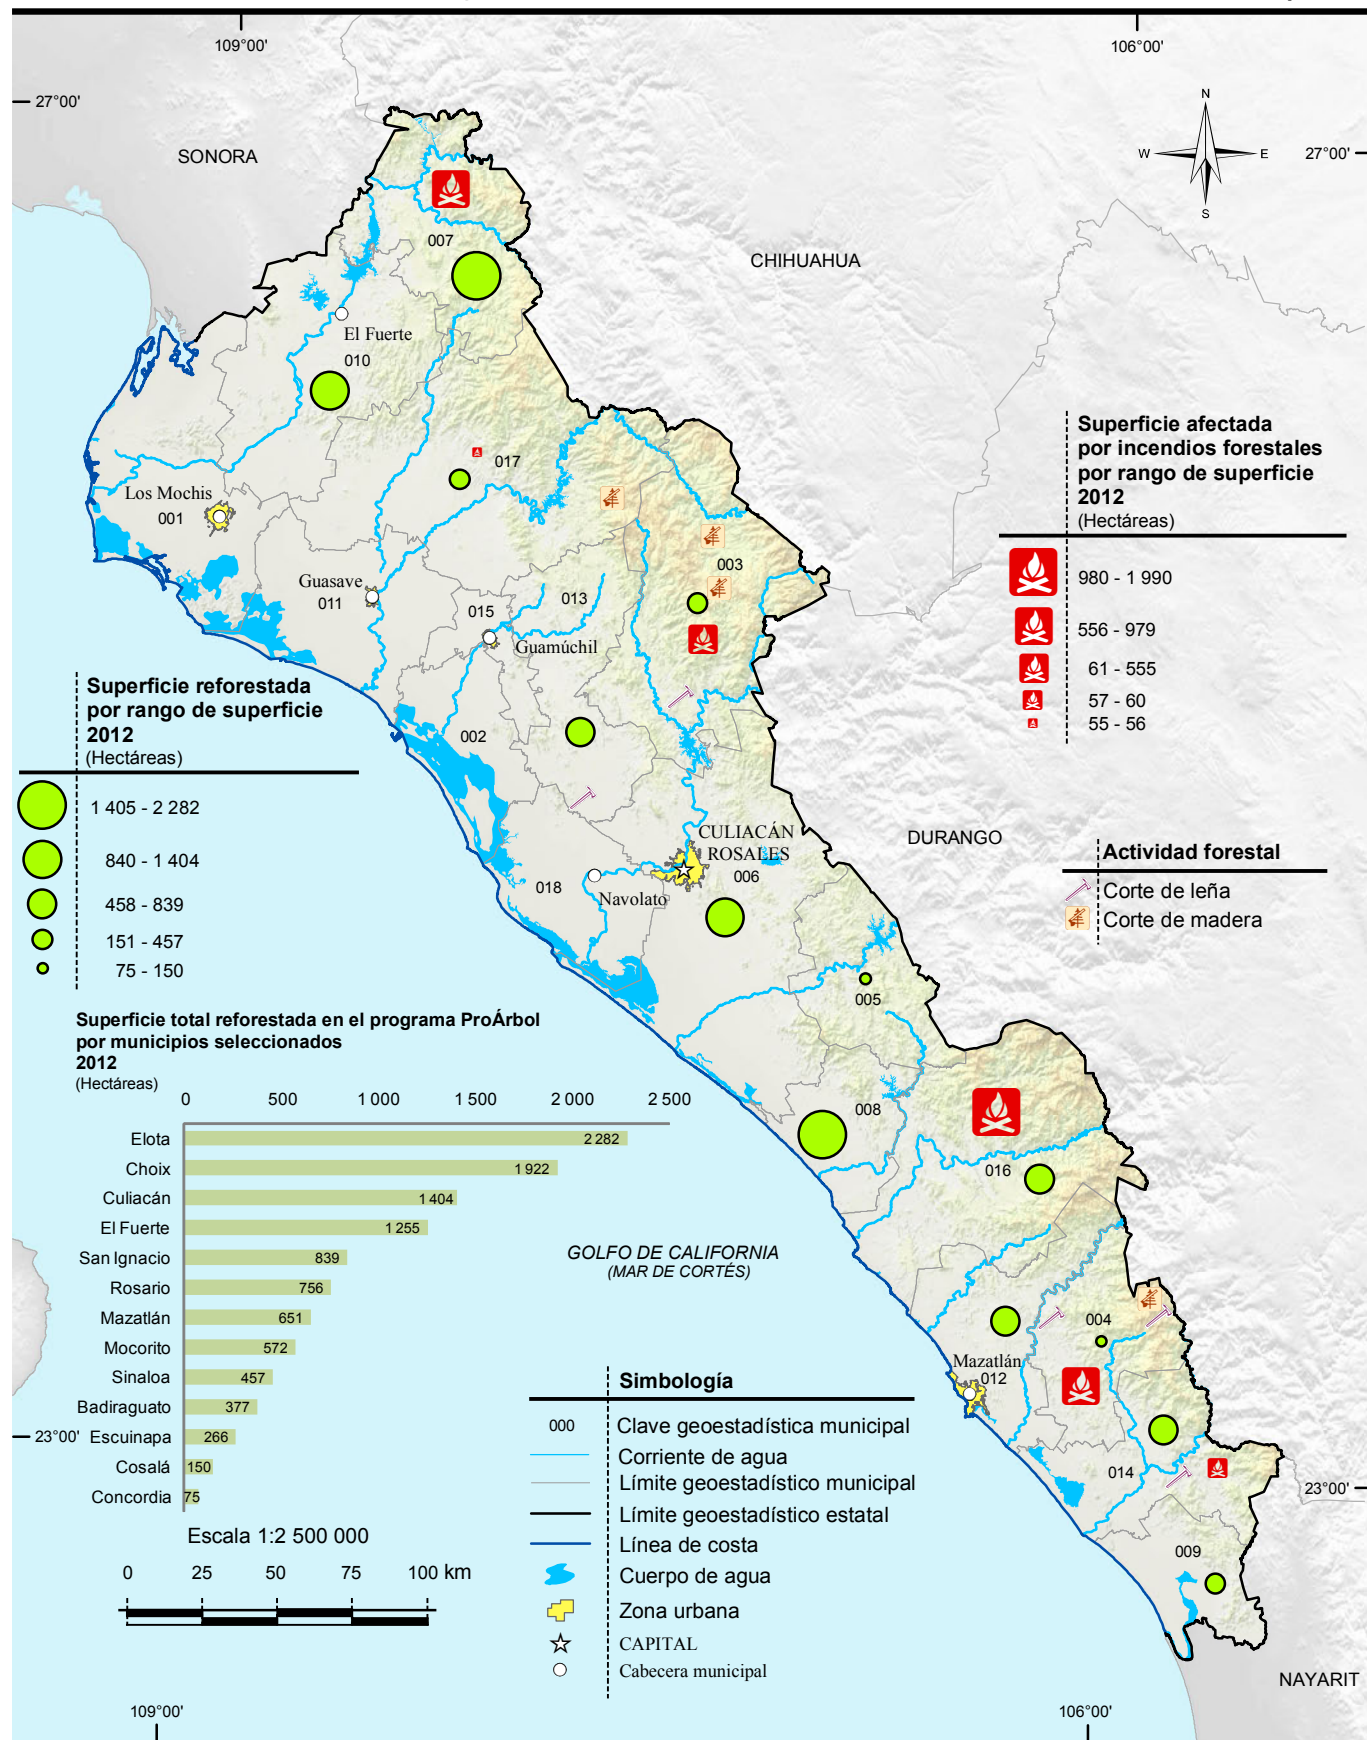 109°00'
106°00'
27°00'
27°00'
SONORA
CHIHUAHUA
N
W
E
S
007
El Fuerte
010
017
Los Mochis
001
003
Guasave
011
015
013
Guamúchil
002
CULIACÁN
ROSALES
006
018
Navolato
DURANGO
005
008
016
004
Mazatlán
012
014
009
NAYARIT
GOLFO DE CALIFORNIA
(MAR DE CORTÉS)
23°00'
23°00'
109°00'
106°00'
Superficie afectada
por incendios forestales
por rango de superficie
2012
(Hectáreas)
980 - 1 990
556 - 979
61 - 555
57 - 60
55 - 56
Actividad forestal
Corte de leña
Corte de madera
Superficie reforestada
por rango de superficie
2012
(Hectáreas)
1 405 - 2 282
840 - 1 404
458 - 839
151 - 457
75 - 150
Superficie total reforestada en el programa ProÁrbol
por municipios seleccionados
2012
(Hectáreas)
0 500 1 000 1 500 2 000 2 500
Elota 2 282
Choix 1 922
Culiacán 1 404
El Fuerte 1 255
San Ignacio 839
Rosario 756
Mazatlán 651
Mocorito 572
Sinaloa 457
Badiraguato 377
Escuinapa 266
Cosalá 150
Concordia 75
Escala 1:2 500 000
0 25 50 75 100 km
Simbología
000 Clave geoestadística municipal
Corriente de agua
Límite geoestadístico municipal
Límite geoestadístico estatal
Línea de costa
Cuerpo de agua
Zona urbana
CAPITAL
Cabecera municipal